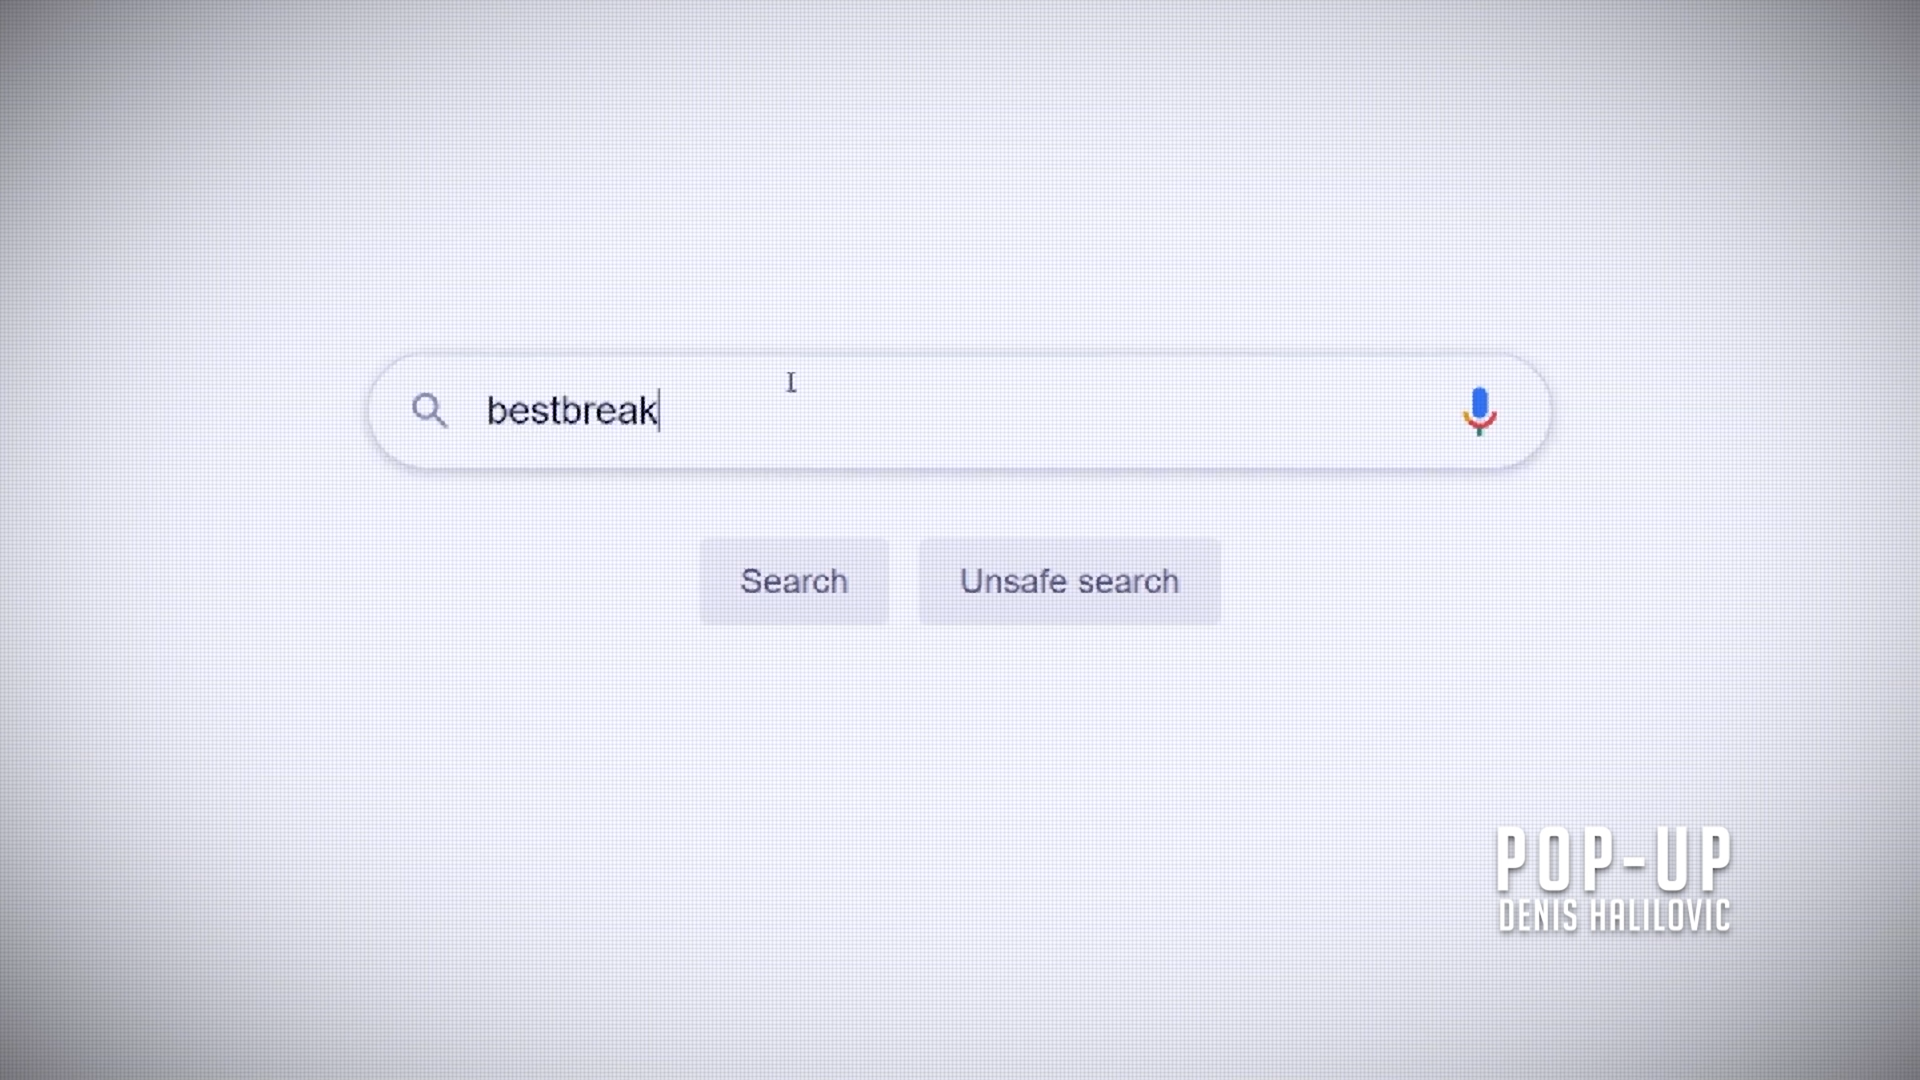 bestbreak
Search
Unsafe search
POP-UP
DENIS HALILOVIC